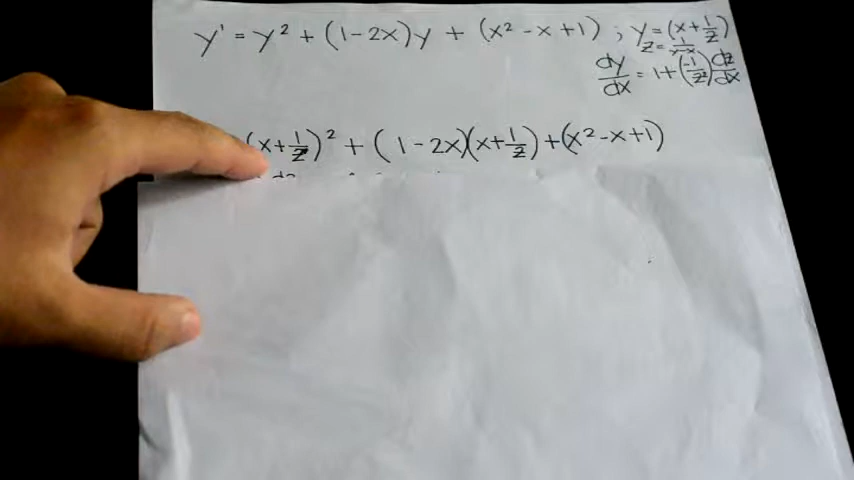 y' = y² + (1-2x)y + (x² - x + 1) ; y = (x + 1/z)
z = 1/y-x
dy/dx = 1 + (-1/z²) dz/dx
(x + 1/z)² + (1 - 2x)(x + 1/z) + (x² - x + 1)